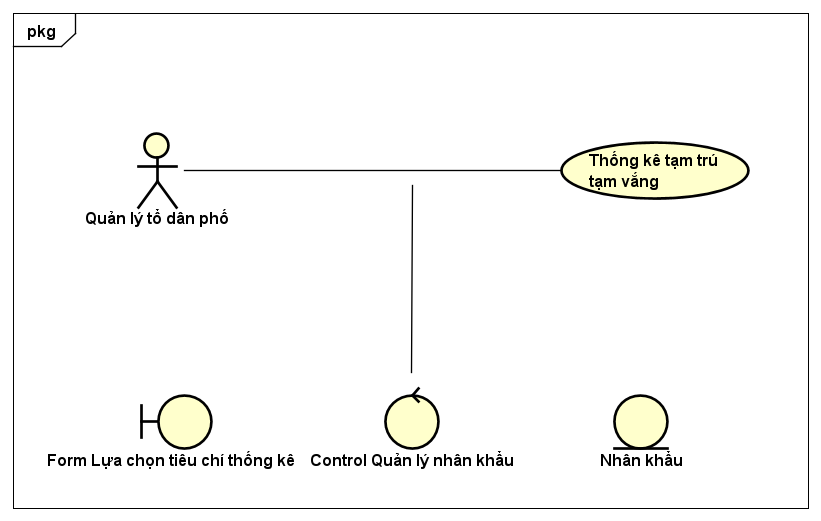 pkg
Thống kê tạm trú
tạm vắng
Quản lý tổ dân phố
Form Lựa chọn tiêu chí thống kê
Control Quản lý nhân khẩu
Nhân khẩu